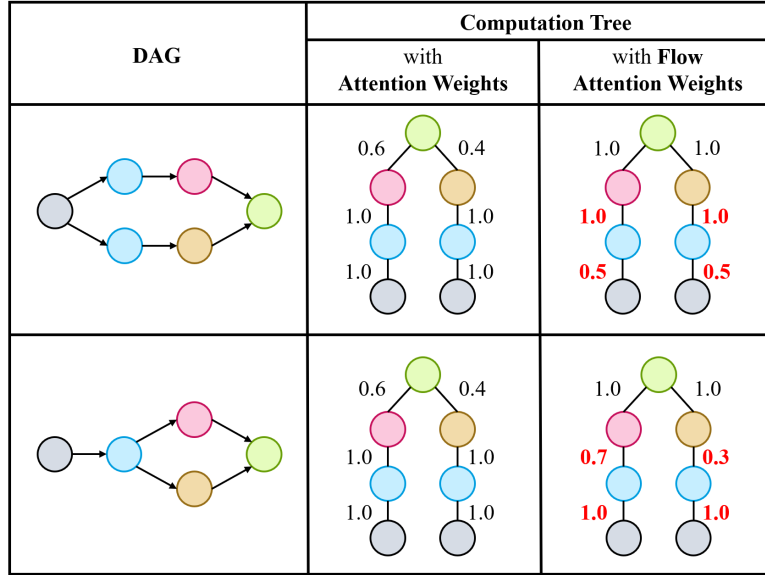 DAG
Computation Tree
with
Attention Weights
with Flow
Attention Weights
0.6 0.4 1.0 1.0
1.0 1.0 1.0 1.0
1.0 1.0 0.5 0.5
0.6 0.4 1.0 1.0
1.0 1.0 0.7 0.3
1.0 1.0 1.0 1.0